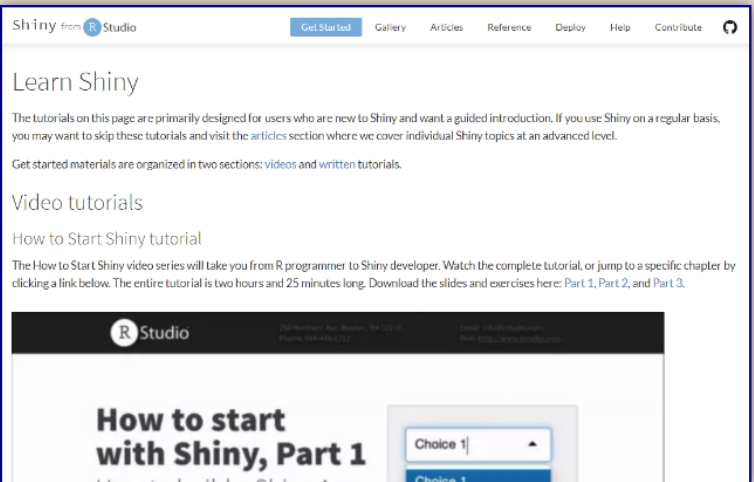 Shiny from R Studio
Get Started Gallery Articles Reference Deploy Help Contribute
Learn Shiny
The tutorials on this page are primarily designed for users who are new to Shiny and want a guided introduction. If you use Shiny on a regular basis,
you may want to skip these tutorials and visit the articles section where we cover individual Shiny topics at an advanced level.
Get started materials are organized in two sections: videos and written tutorials.
Video tutorials
How to Start Shiny tutorial
The How to Start Shiny video series will take you from R programmer to Shiny developer. Watch the complete tutorial, or jump to a specific chapter by
clicking a link below. The entire tutorial is two hours and 25 minutes long. Download the slides and exercises here: Part 1, Part 2, and Part 3.
R Studio
How to start
with Shiny, Part 1
Choice 1
Choice 1